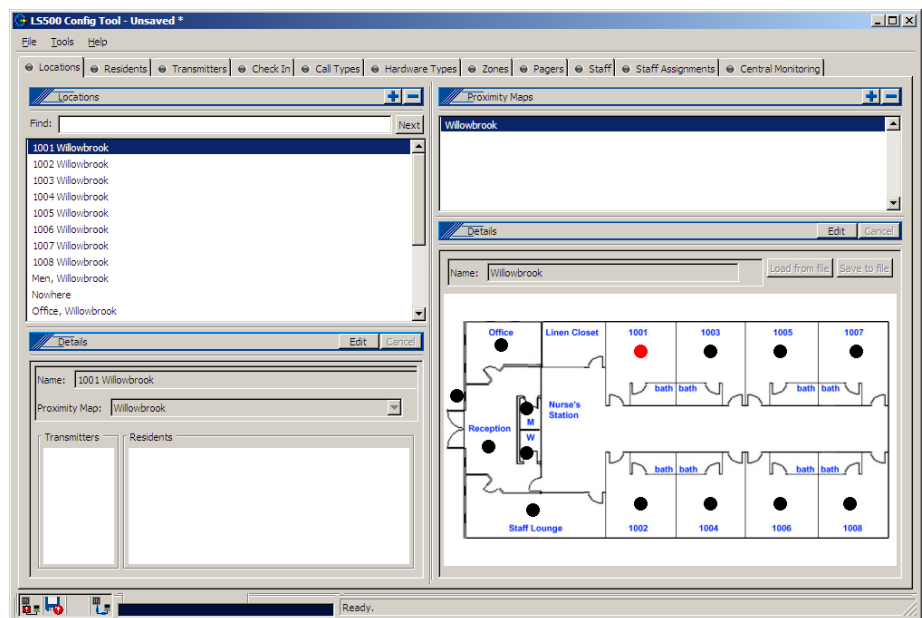 LS500 Config Tool - Unsaved *
File Tools Help
Locations Residents Transmitters Check In Call Types Hardware Types Zones Pagers Staff Staff Assignments Central Monitoring
Locations
Find: Next
1001 Willowbrook
1002 Willowbrook
1003 Willowbrook
1004 Willowbrook
1005 Willowbrook
1006 Willowbrook
1007 Willowbrook
1008 Willowbrook
Men, Willowbrook
Nowhere
Office, Willowbrook
Details Edit Cancel
Name: 1001 Willowbrook
Proximity Map: Willowbrook
Transmitters Residents
Proximity Maps
Willowbrook
Details Edit Cancel
Name: Willowbrook Load from file Save to file
Office Linen Closet 1001 1003 1005 1007
bath bath bath bath
Nurse's
Station
M
Reception
W
bath bath bath bath
Staff Lounge 1002 1004 1006 1008
Ready.